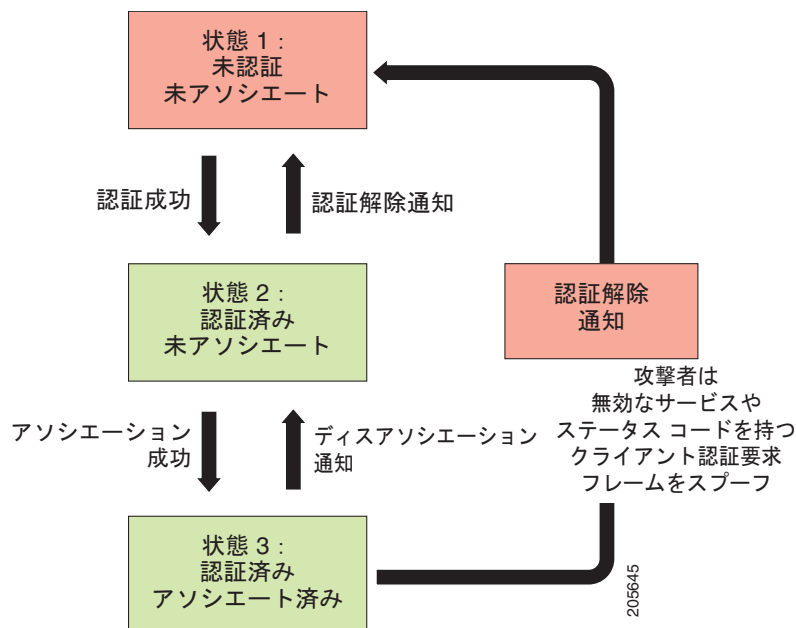 状態 1：
未認証
未アソシエート
認証成功
認証解除通知
状態 2：
認証済み
未アソシエート
認証解除
通知
攻撃者は
無効なサービスや
ステータス コードを持つ
クライアント認証要求
フレームをスプーフ
アソシエーション
成功
ディスアソシエーション
通知
状態 3：
認証済み
アソシエート済み
205645